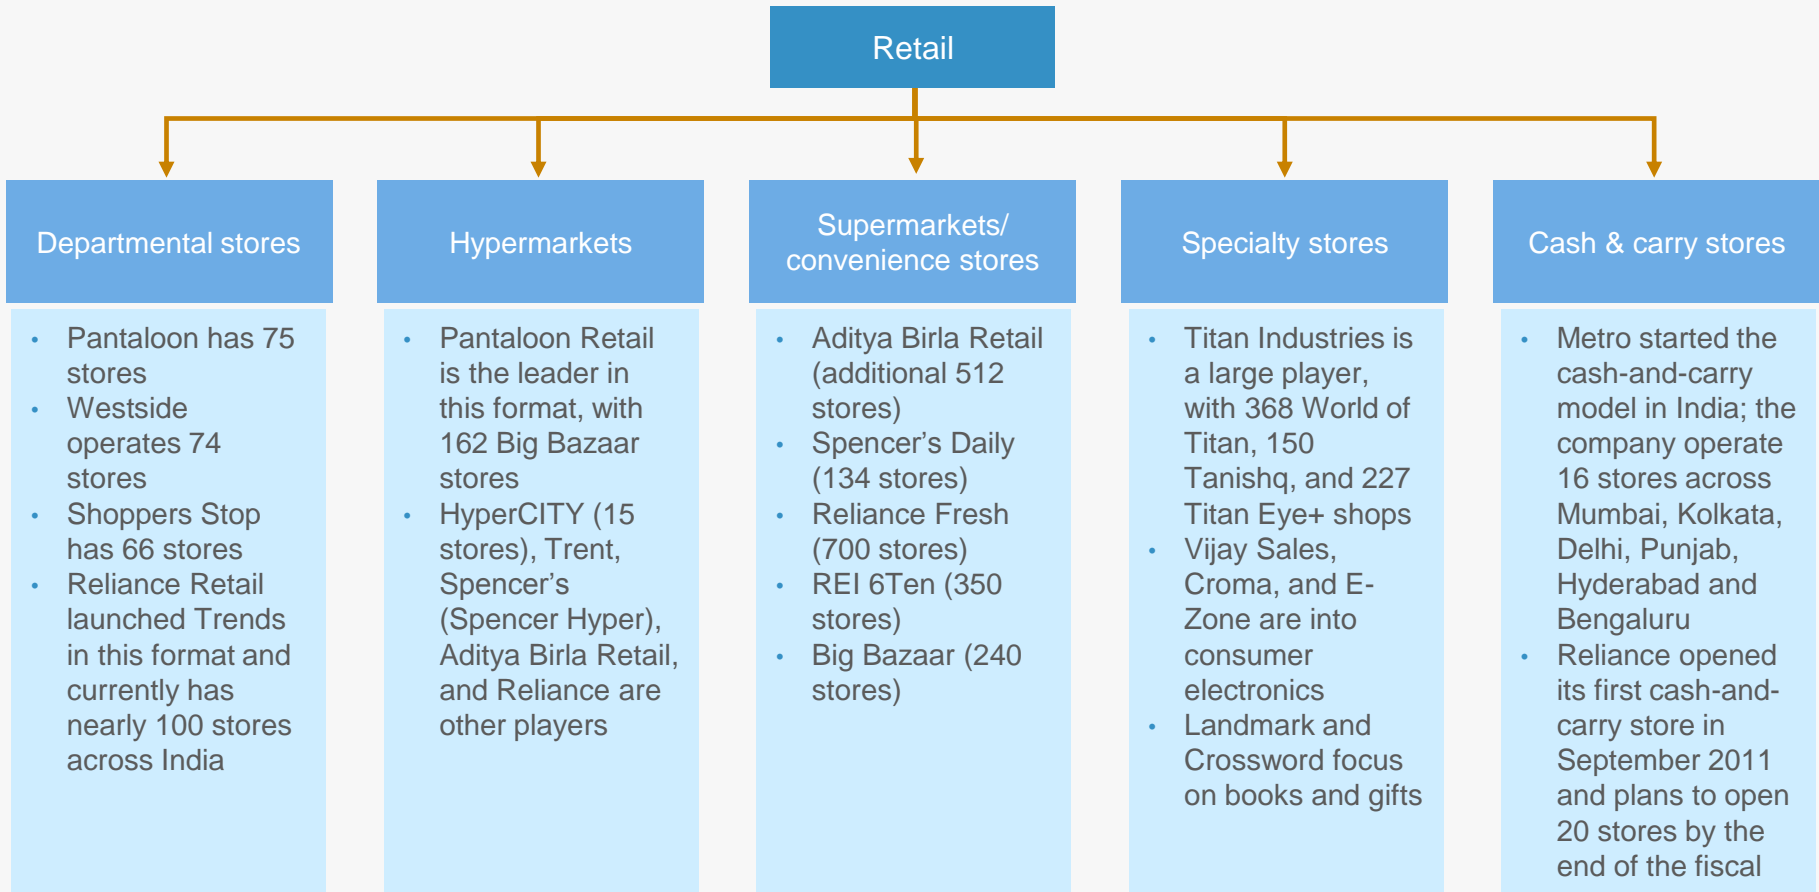 Retail
Departmental stores
• Pantaloon has 75
stores
• Westside
operates 74
stores
• Shoppers Stop
has 66 stores
• Reliance Retail
launched Trends
in this format and
currently has
nearly 100 stores
across India
Hypermarkets
• Pantaloon Retail
is the leader in
this format, with
162 Big Bazaar
stores
• HyperCITY (15
stores), Trent,
Spencer’s
(Spencer Hyper),
Aditya Birla Retail,
and Reliance are
other players
Supermarkets/
convenience stores
• Aditya Birla Retail
(additional 512
stores)
• Spencer’s Daily
(134 stores)
• Reliance Fresh
(700 stores)
• REI 6Ten (350
stores)
• Big Bazaar (240
stores)
Specialty stores
• Titan Industries is
a large player,
with 368 World of
Titan, 150
Tanishq, and 227
Titan Eye+ shops
• Vijay Sales,
Croma, and E-
Zone are into
consumer
electronics
• Landmark and
Crossword focus
on books and gifts
Cash & carry stores
• Metro started the
cash-and-carry
model in India; the
company operate
16 stores across
Mumbai, Kolkata,
Delhi, Punjab,
Hyderabad and
Bengaluru
• Reliance opened
its first cash-and-
carry store in
September 2011
and plans to open
20 stores by the
end of the fiscal